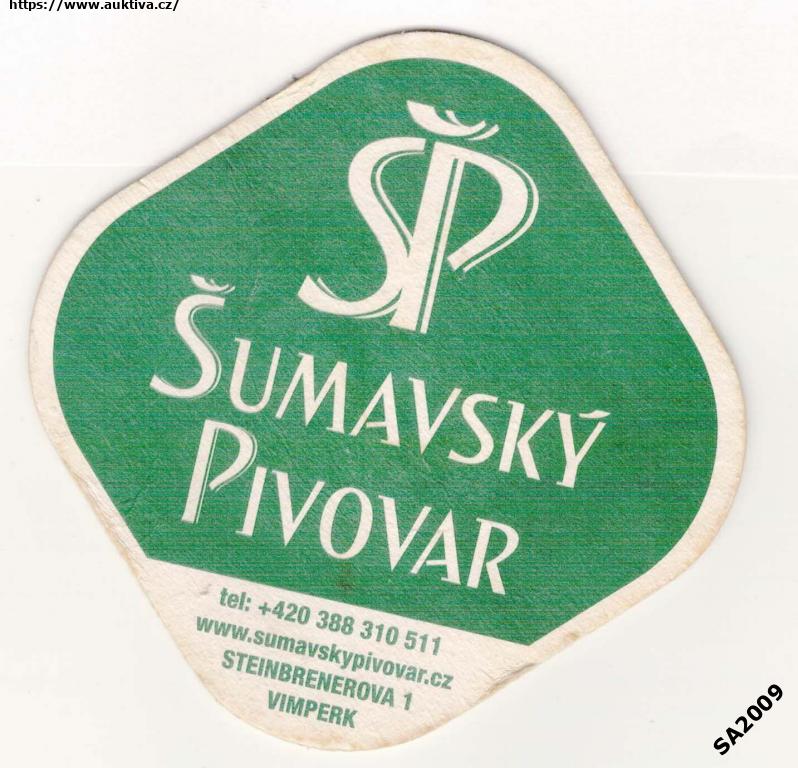 https://www.auktiva.cz/
ŠP
ŠUMAVSKÝ
PIVOVAR
tel: +420 388 310 511
www.sumavskypivovar.cz
STEINBRENEROVA 1
VIMPERK
SA2009